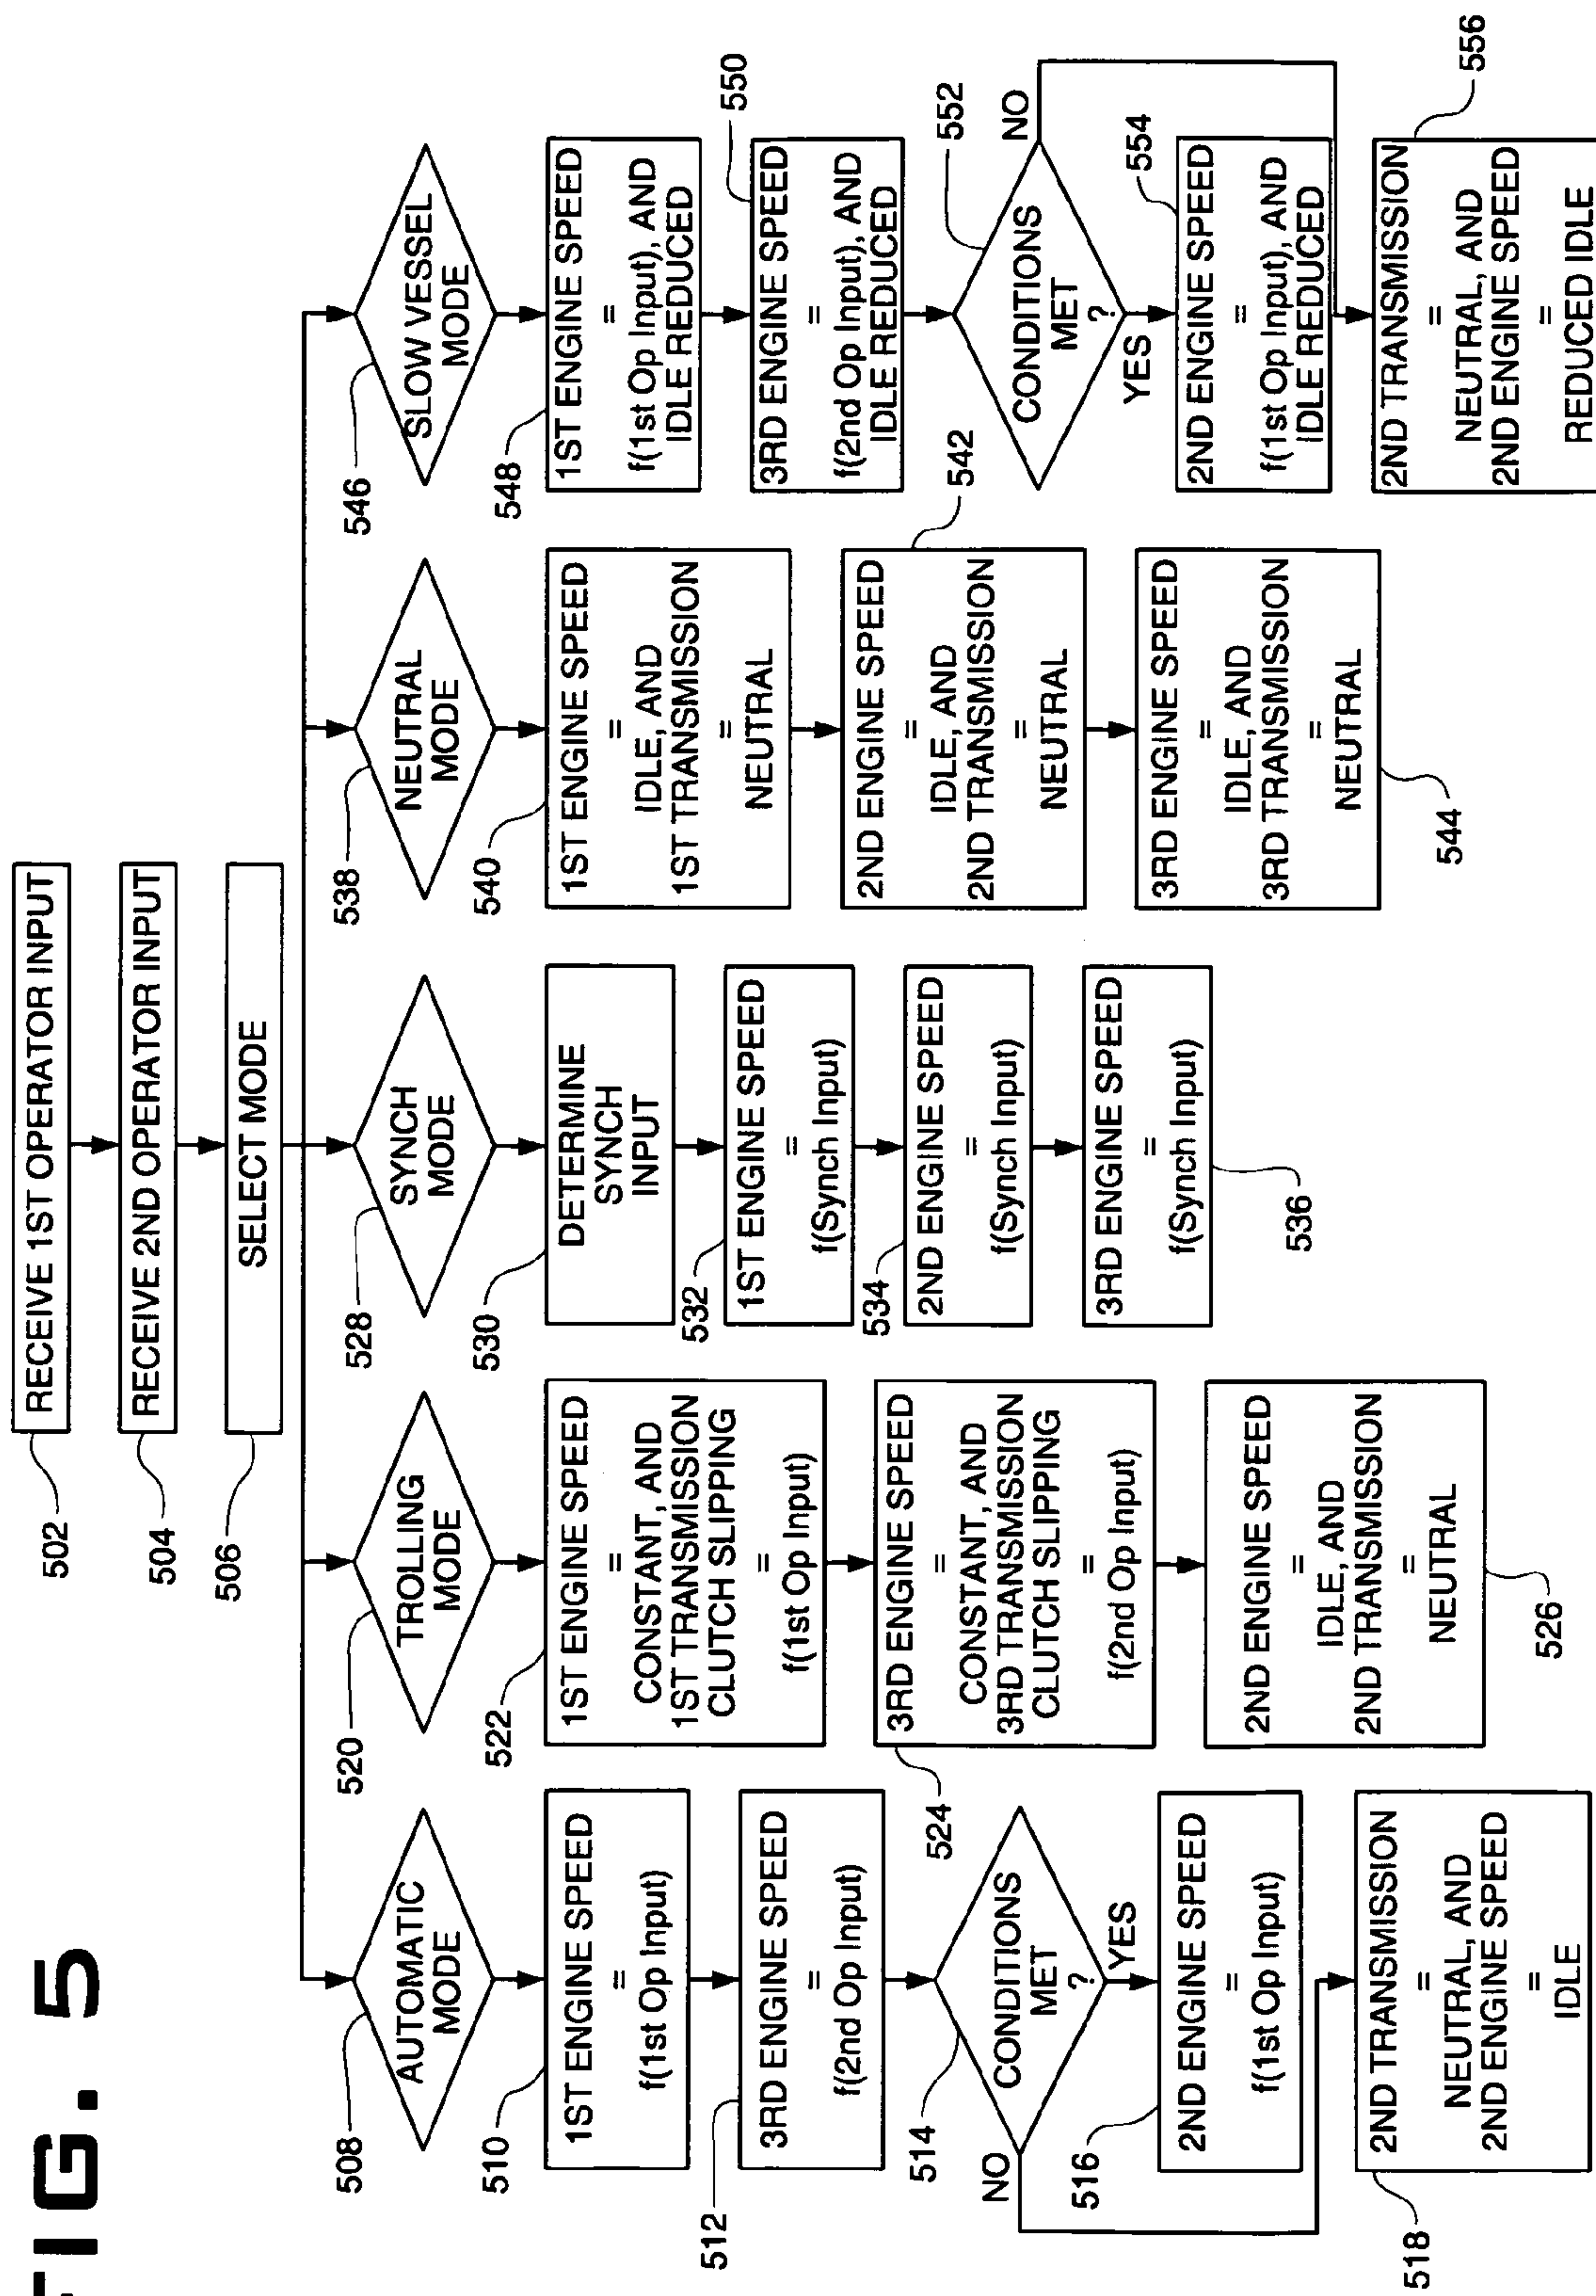 FIG. 5
502
RECEIVE 1ST OPERATOR INPUT
504
RECEIVE 2ND OPERATOR INPUT
506
SELECT MODE
508
AUTOMATIC
MODE
510
1ST ENGINE SPEED
=
f(1st Op Input)
512
3RD ENGINE SPEED
=
f(2nd Op Input)
514
CONDITIONS
MET
?
NO
YES
516
2ND ENGINE SPEED
=
f(1st Op Input)
518
2ND TRANSMISSION
=
NEUTRAL, AND
2ND ENGINE SPEED
=
IDLE
520
TROLLING
MODE
522
1ST ENGINE SPEED
=
CONSTANT, AND
1ST TRANSMISSION
CLUTCH SLIPPING
=
f(1st Op Input)
524
3RD ENGINE SPEED
=
CONSTANT, AND
3RD TRANSMISSION
CLUTCH SLIPPING
=
f(2nd Op Input)
2ND ENGINE SPEED
=
IDLE, AND
2ND TRANSMISSION
=
NEUTRAL
526
528
SYNCH
MODE
530
DETERMINE
SYNCH
INPUT
532
1ST ENGINE SPEED
=
f(Synch Input)
534
2ND ENGINE SPEED
=
f(Synch Input)
3RD ENGINE SPEED
=
f(Synch Input)
536
538
NEUTRAL
MODE
540
1ST ENGINE SPEED
=
IDLE, AND
1ST TRANSMISSION
=
NEUTRAL
542
2ND ENGINE SPEED
=
IDLE, AND
2ND TRANSMISSION
=
NEUTRAL
3RD ENGINE SPEED
=
IDLE, AND
3RD TRANSMISSION
=
NEUTRAL
544
546
SLOW VESSEL
MODE
548
1ST ENGINE SPEED
=
f(1st Op Input), AND
IDLE REDUCED
550
3RD ENGINE SPEED
=
f(2nd Op Input), AND
IDLE REDUCED
552
CONDITIONS
MET
?
NO
YES
554
2ND ENGINE SPEED
=
f(1st Op Input), AND
IDLE REDUCED
556
2ND TRANSMISSION
=
NEUTRAL, AND
2ND ENGINE SPEED
=
REDUCED IDLE